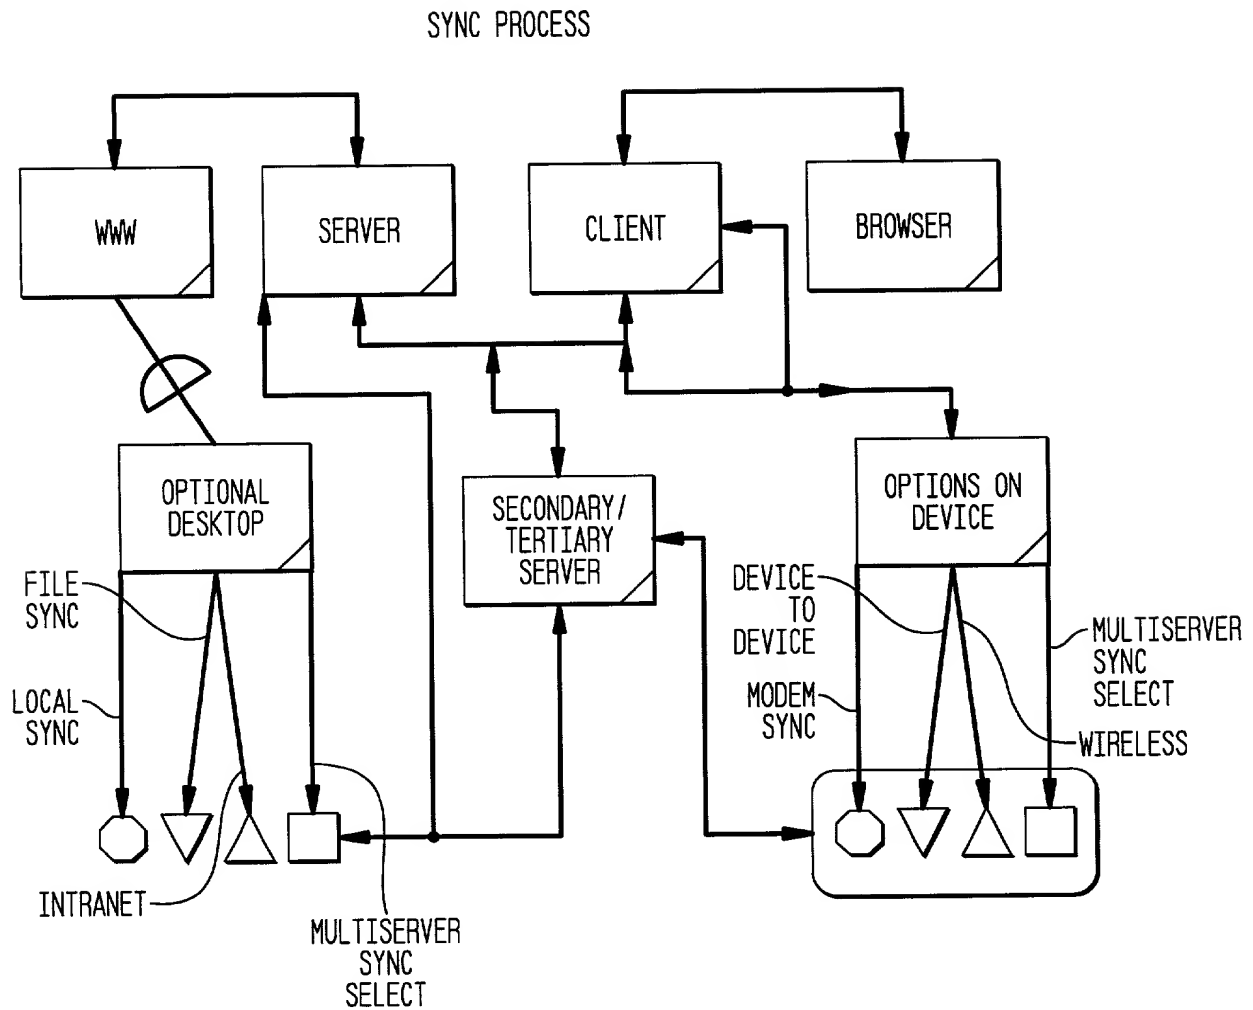 SYNC PROCESS
WWW
SERVER
CLIENT
BROWSER
OPTIONAL
DESKTOP
SECONDARY/
TERTIARY
SERVER
OPTIONS ON
DEVICE
FILE
SYNC
LOCAL
SYNC
INTRANET
MULTISERVER
SYNC
SELECT
DEVICE
TO
DEVICE
MODEM
SYNC
MULTISERVER
SYNC
SELECT
WIRELESS